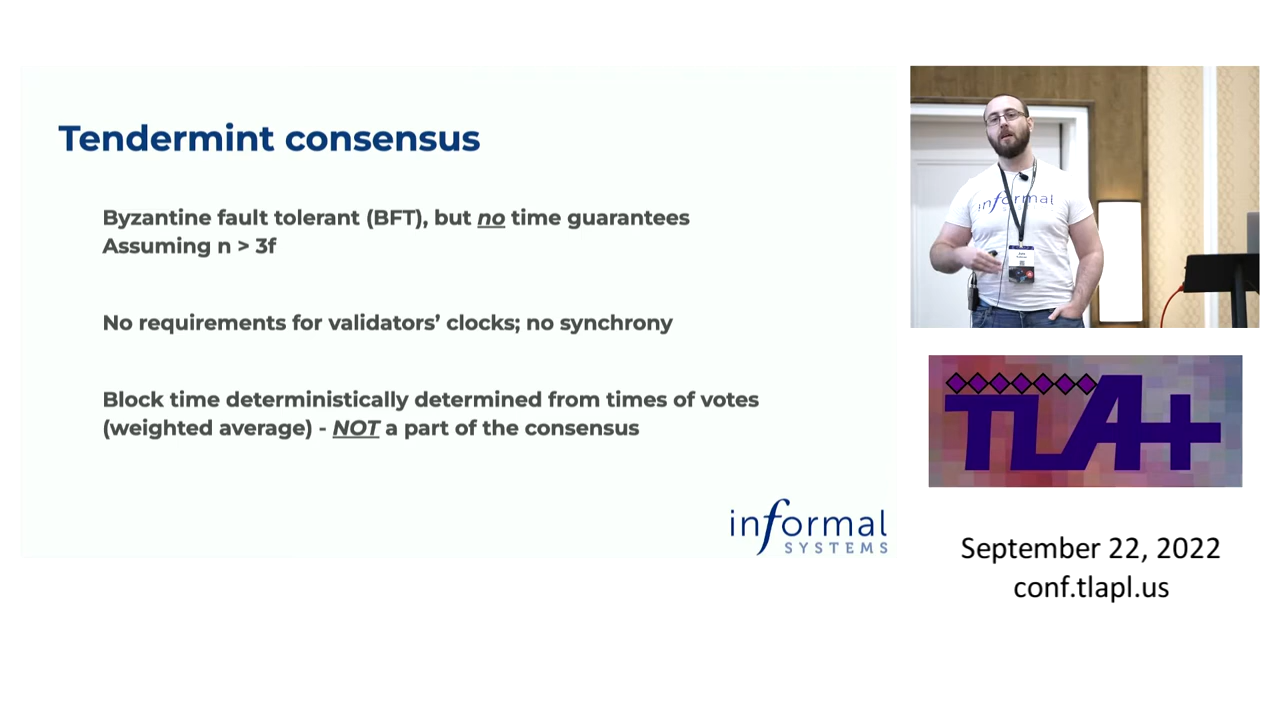 Tendermint consensus
Byzantine fault tolerant (BFT), but no time guarantees
Assuming n > 3f
No requirements for validators’ clocks; no synchrony
Block time deterministically determined from times of votes
(weighted average) - NOT a part of the consensus
informal
SYSTEMS
informal
TLA+
September 22, 2022
conf.tlapl.us